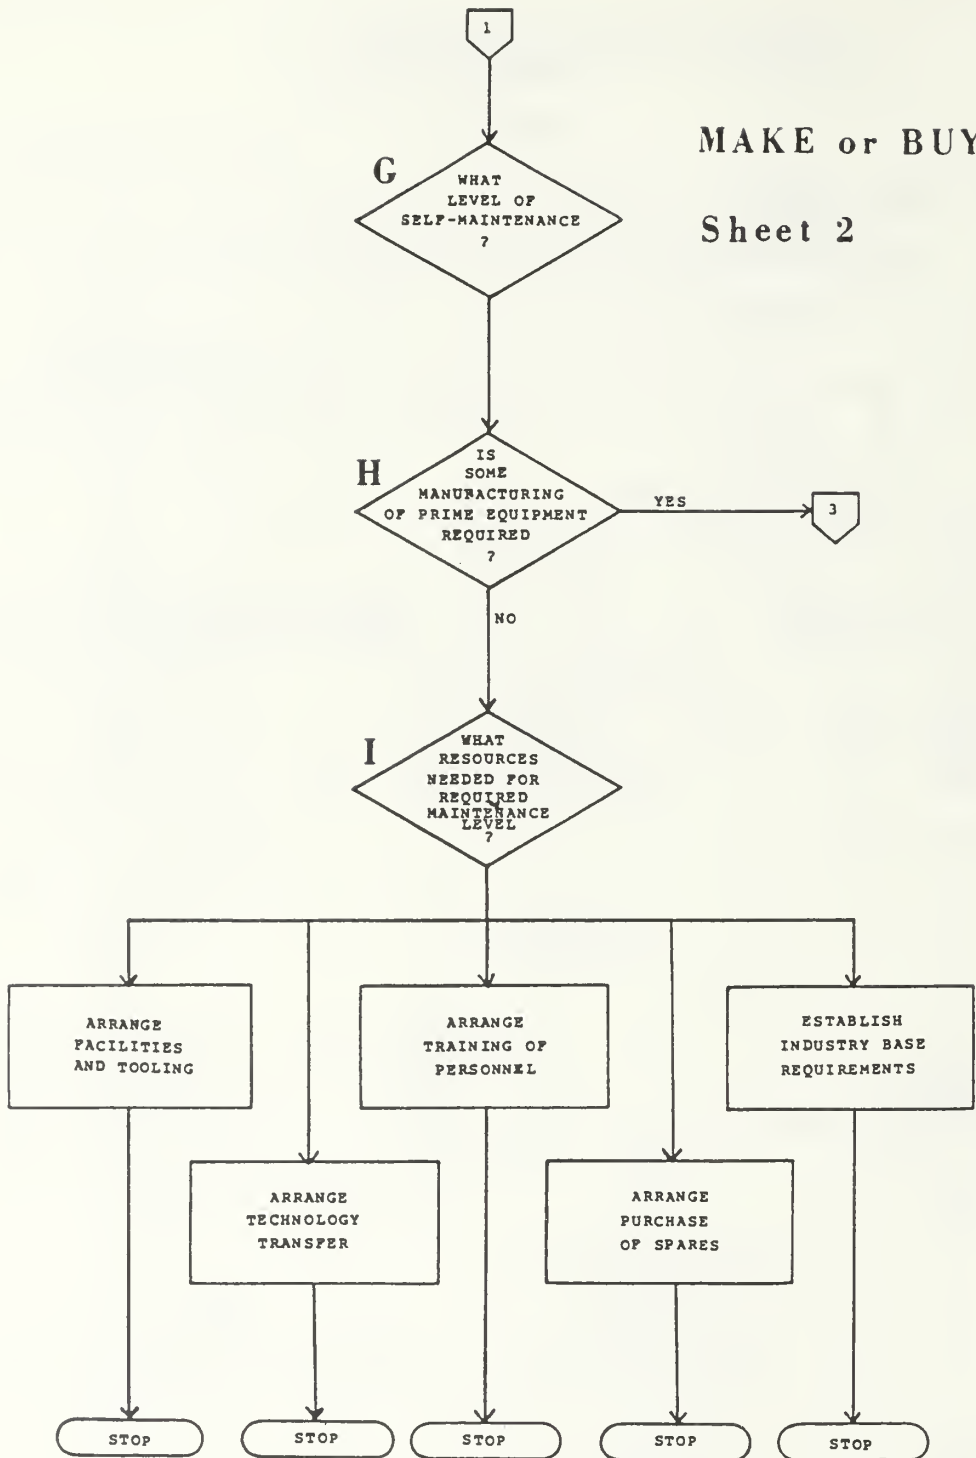 1
MAKE or BUY
Sheet 2
G
WHAT
LEVEL OF
SELF-MAINTENANCE
?
H
IS
SOME
MANUFACTURING
OF PRIME EQUIPMENT
REQUIRED
?
YES
3
NO
I
WHAT
RESOURCES
NEEDED FOR
REQUIRED
MAINTENANCE
LEVEL
?
ARRANGE
FACILITIES
AND TOOLING
ARRANGE
TRAINING OF
PERSONNEL
ESTABLISH
INDUSTRY BASE
REQUIREMENTS
ARRANGE
TECHNOLOGY
TRANSFER
ARRANGE
PURCHASE
OF SPARES
STOP
STOP
STOP
STOP
STOP